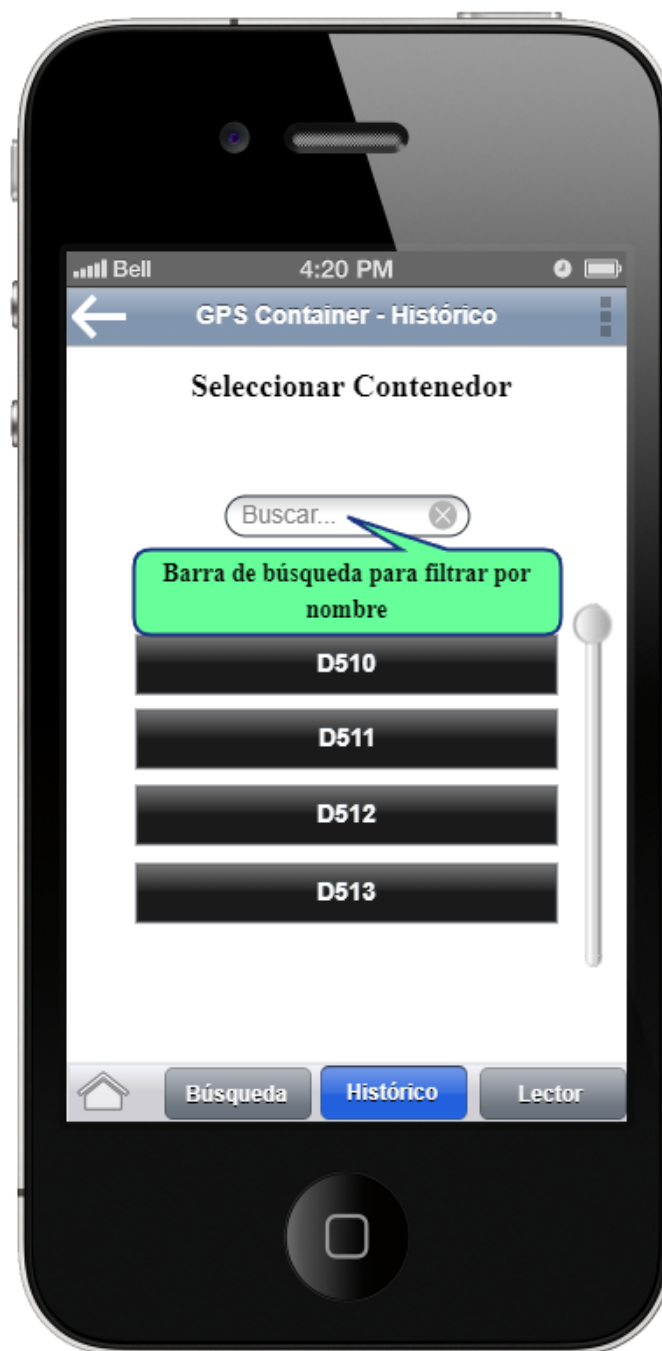 Bell 4:20 PM
GPS Container - Histórico
Seleccionar Contenedor
Buscar...
Barra de búsqueda para filtrar por
nombre
D510
D511
D512
D513
Búsqueda Histórico Lector